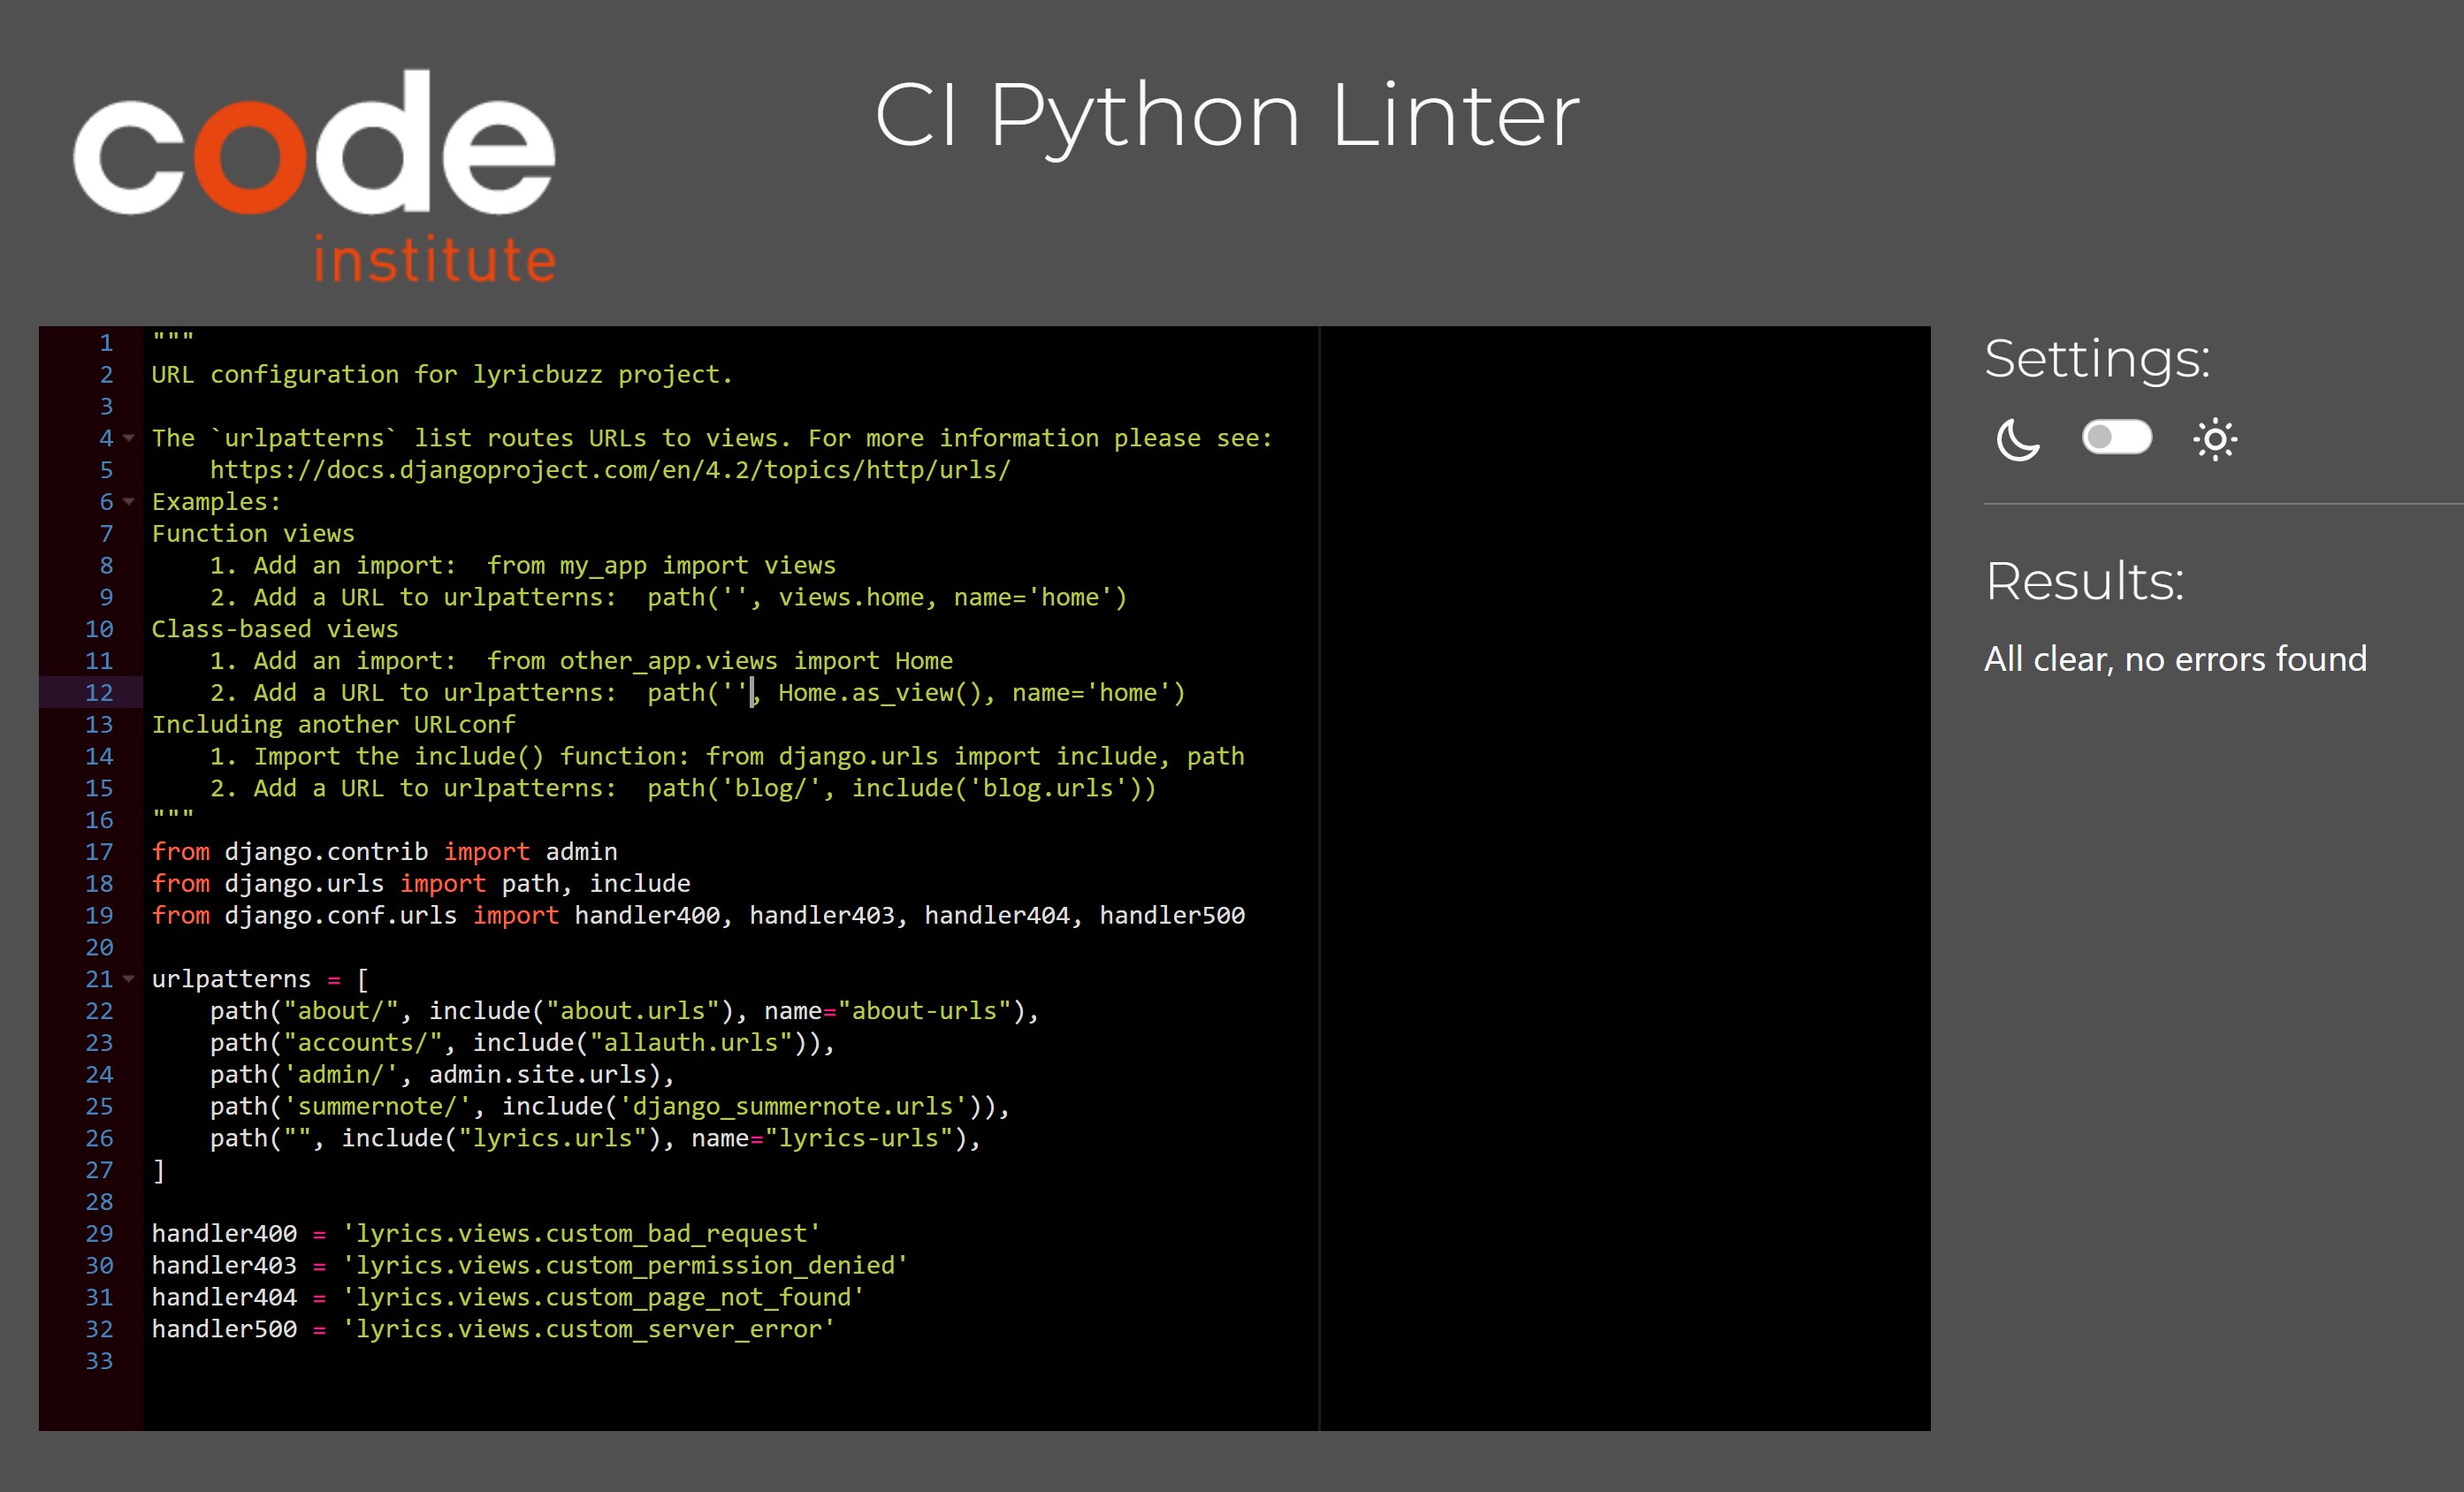 code
institute
CI Python Linter
1 """
2 URL configuration for lyricbuzz project.
3
4 The `urlpatterns` list routes URLs to views. For more information please see:
5     https://docs.djangoproject.com/en/4.2/topics/http/urls/
6 Examples:
7 Function views
8     1. Add an import:  from my_app import views
9     2. Add a URL to urlpatterns:  path('', views.home, name='home')
10 Class-based views
11     1. Add an import:  from other_app.views import Home
12     2. Add a URL to urlpatterns:  path('', Home.as_view(), name='home')
13 Including another URLconf
14     1. Import the include() function: from django.urls import include, path
15     2. Add a URL to urlpatterns:  path('blog/', include('blog.urls'))
16 """
17 from django.contrib import admin
18 from django.urls import path, include
19 from django.conf.urls import handler400, handler403, handler404, handler500
20
21 urlpatterns = [
22     path("about/", include("about.urls"), name="about-urls"),
23     path("accounts/", include("allauth.urls")),
24     path('admin/', admin.site.urls),
25     path('summernote/', include('django_summernote.urls')),
26     path("", include("lyrics.urls"), name="lyrics-urls"),
27 ]
28
29 handler400 = 'lyrics.views.custom_bad_request'
30 handler403 = 'lyrics.views.custom_permission_denied'
31 handler404 = 'lyrics.views.custom_page_not_found'
32 handler500 = 'lyrics.views.custom_server_error'
33
Settings:
Results:
All clear, no errors found